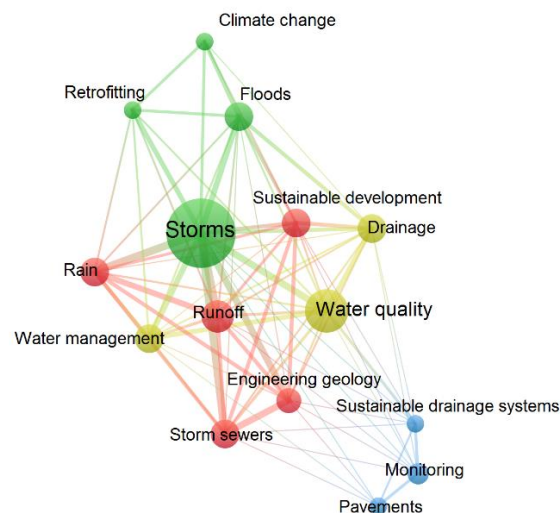 Climate change
Retrofitting
Floods
Sustainable development
Storms
Drainage
Rain
Runoff
Water quality
Water management
Engineering geology
Sustainable drainage systems
Storm sewers
Monitoring
Pavements